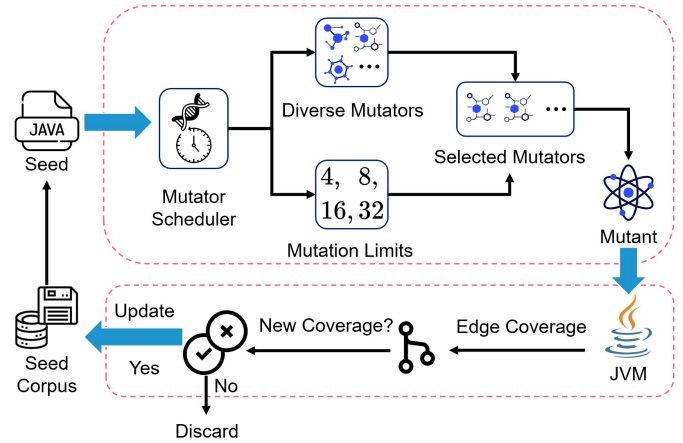 JAVA
Seed
Mutator
Scheduler
Diverse Mutators
4, 8,
16, 32
Mutation Limits
Selected Mutators
Mutant
JVM
Edge Coverage
New Coverage?
No
Discard
Update
Yes
Seed
Corpus